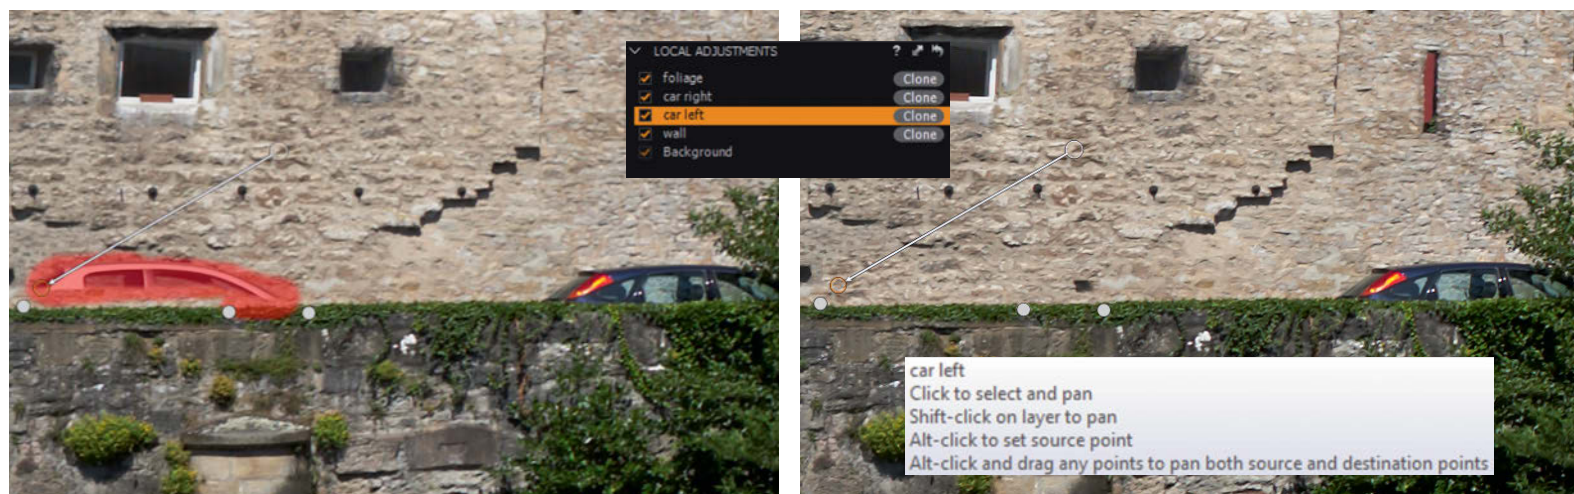 LOCAL ADJUSTMENTS ?
foliage Clone
car right Clone
car left Clone
wall Clone
Background
car left
Click to select and pan
Shift-click on layer to pan
Alt-click to set source point
Alt-click and drag any points to pan both source and destination points